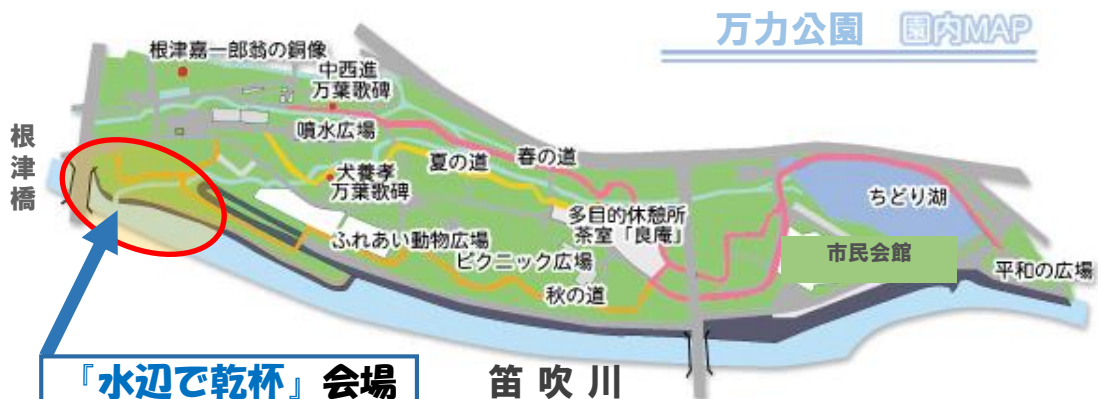 万力公園 園内MAP
根津嘉一郎翁の銅像
中西進
万葉歌碑
根津橋
噴水広場
夏の道
春の道
犬養孝
万葉歌碑
ちどり湖
多目的休憩所
茶室「良庵」
ふれあい動物広場
ピクニック広場
市民会館
平和の広場
秋の道
『水辺で乾杯』会場
笛吹川